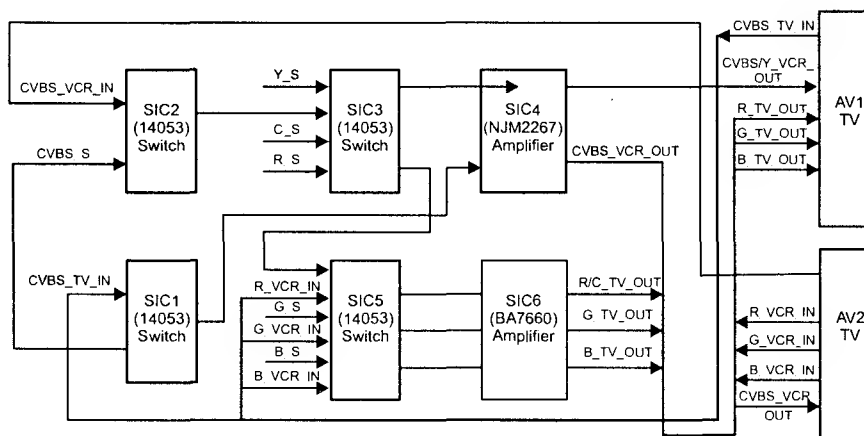 CVBS_TV_IN
CVBS/Y_VCR_
OUT
R_TV_OUT
G_TV_OUT
B_TV_OUT
AV1
TV
CVBS_VCR_IN
CVBS_S
SIC2
(14053)
Switch
Y_S
C_S
R_S
SIC3
(14053)
Switch
SIC4
(NJM2267)
Amplifier
CVBS_VCR_OUT
CVBS_TV_IN
SIC1
(14053)
Switch
R_VCR_IN
G_S
G_VCR_IN
B_S
B_VCR_IN
SIC5
(14053)
Switch
SIC6
(BA7660)
Amplifier
R/C_TV_OUT
G_TV_OUT
B_TV_OUT
R_VCR_IN
G_VCR_IN
B_VCR_IN
CVBS_VCR
OUT
AV2
TV